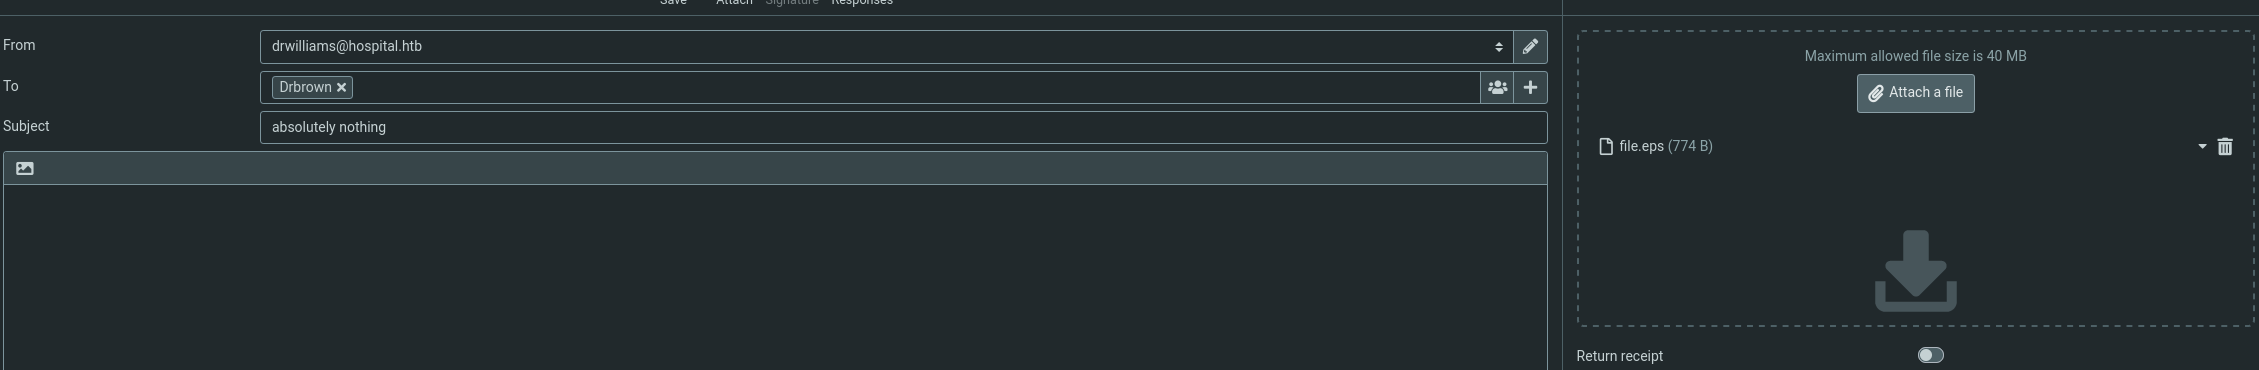 Save Attach Signature Responses
From
drwilliams@hospital.htb
To
Drbrown
Subject
absolutely nothing
Maximum allowed file size is 40 MB
Attach a file
file.eps (774 B)
Return receipt